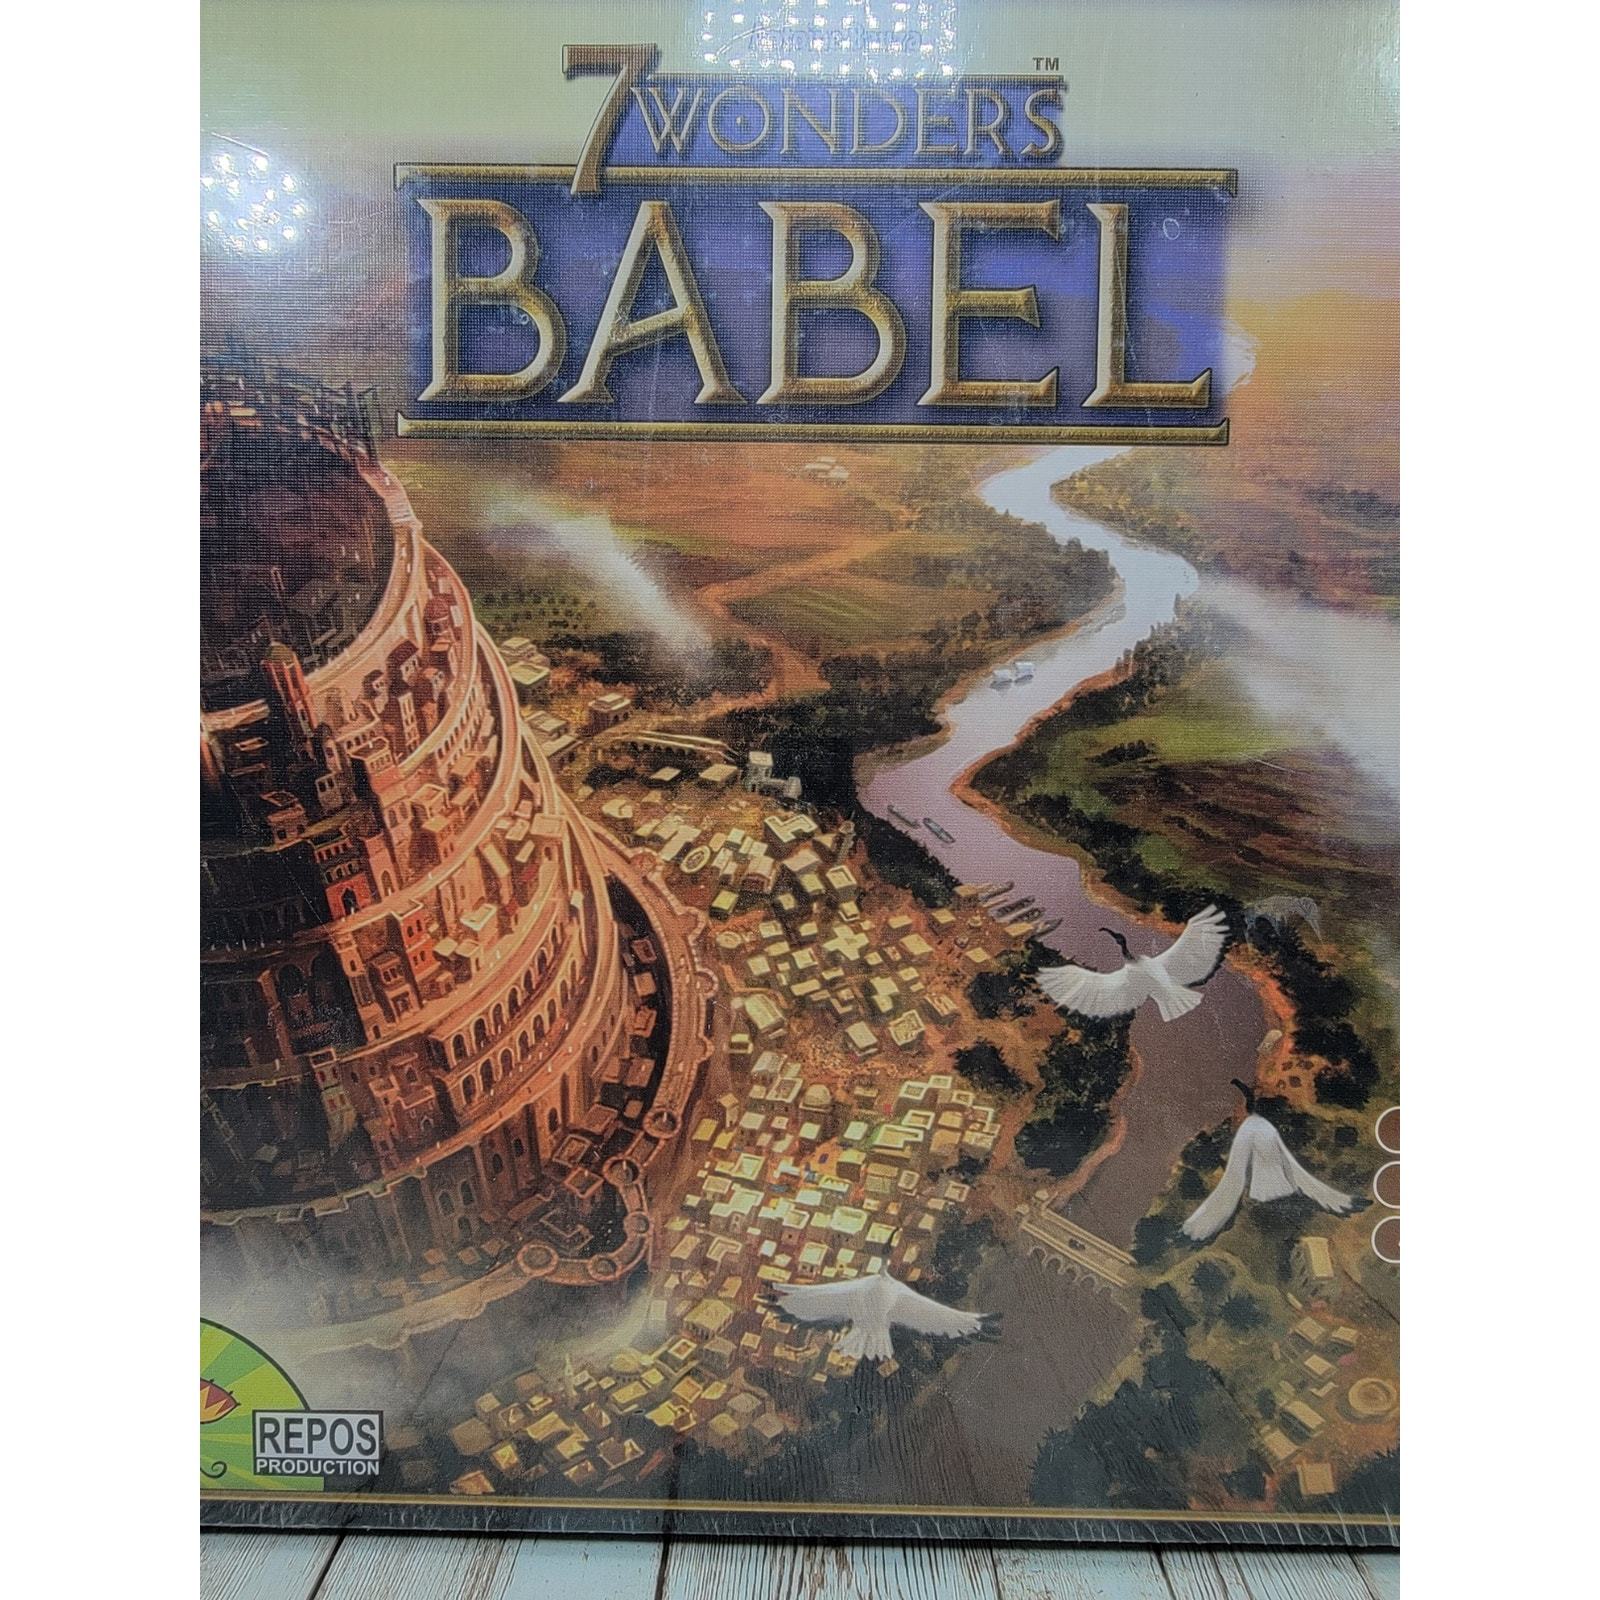 7 WONDERS™
BABEL
REPOS
PRODUCTION